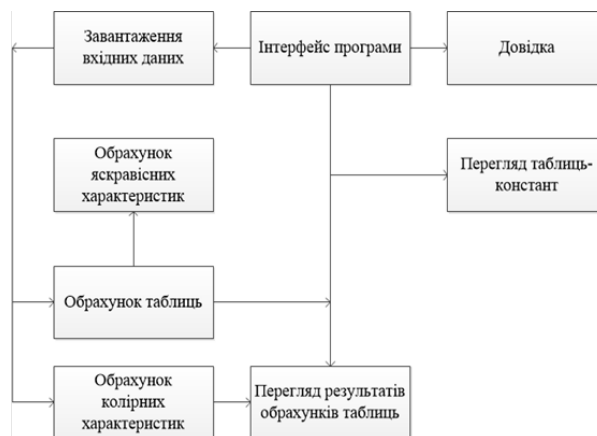 Завантаження
вхідних даних
Інтерфейс програми
Довідка
Обрахунок
яскравісних
характеристик
Перегляд таблиць-
констант
Обрахунок таблиць
Обрахунок
колірних
характеристик
Перегляд результатів
обрахунків таблиць